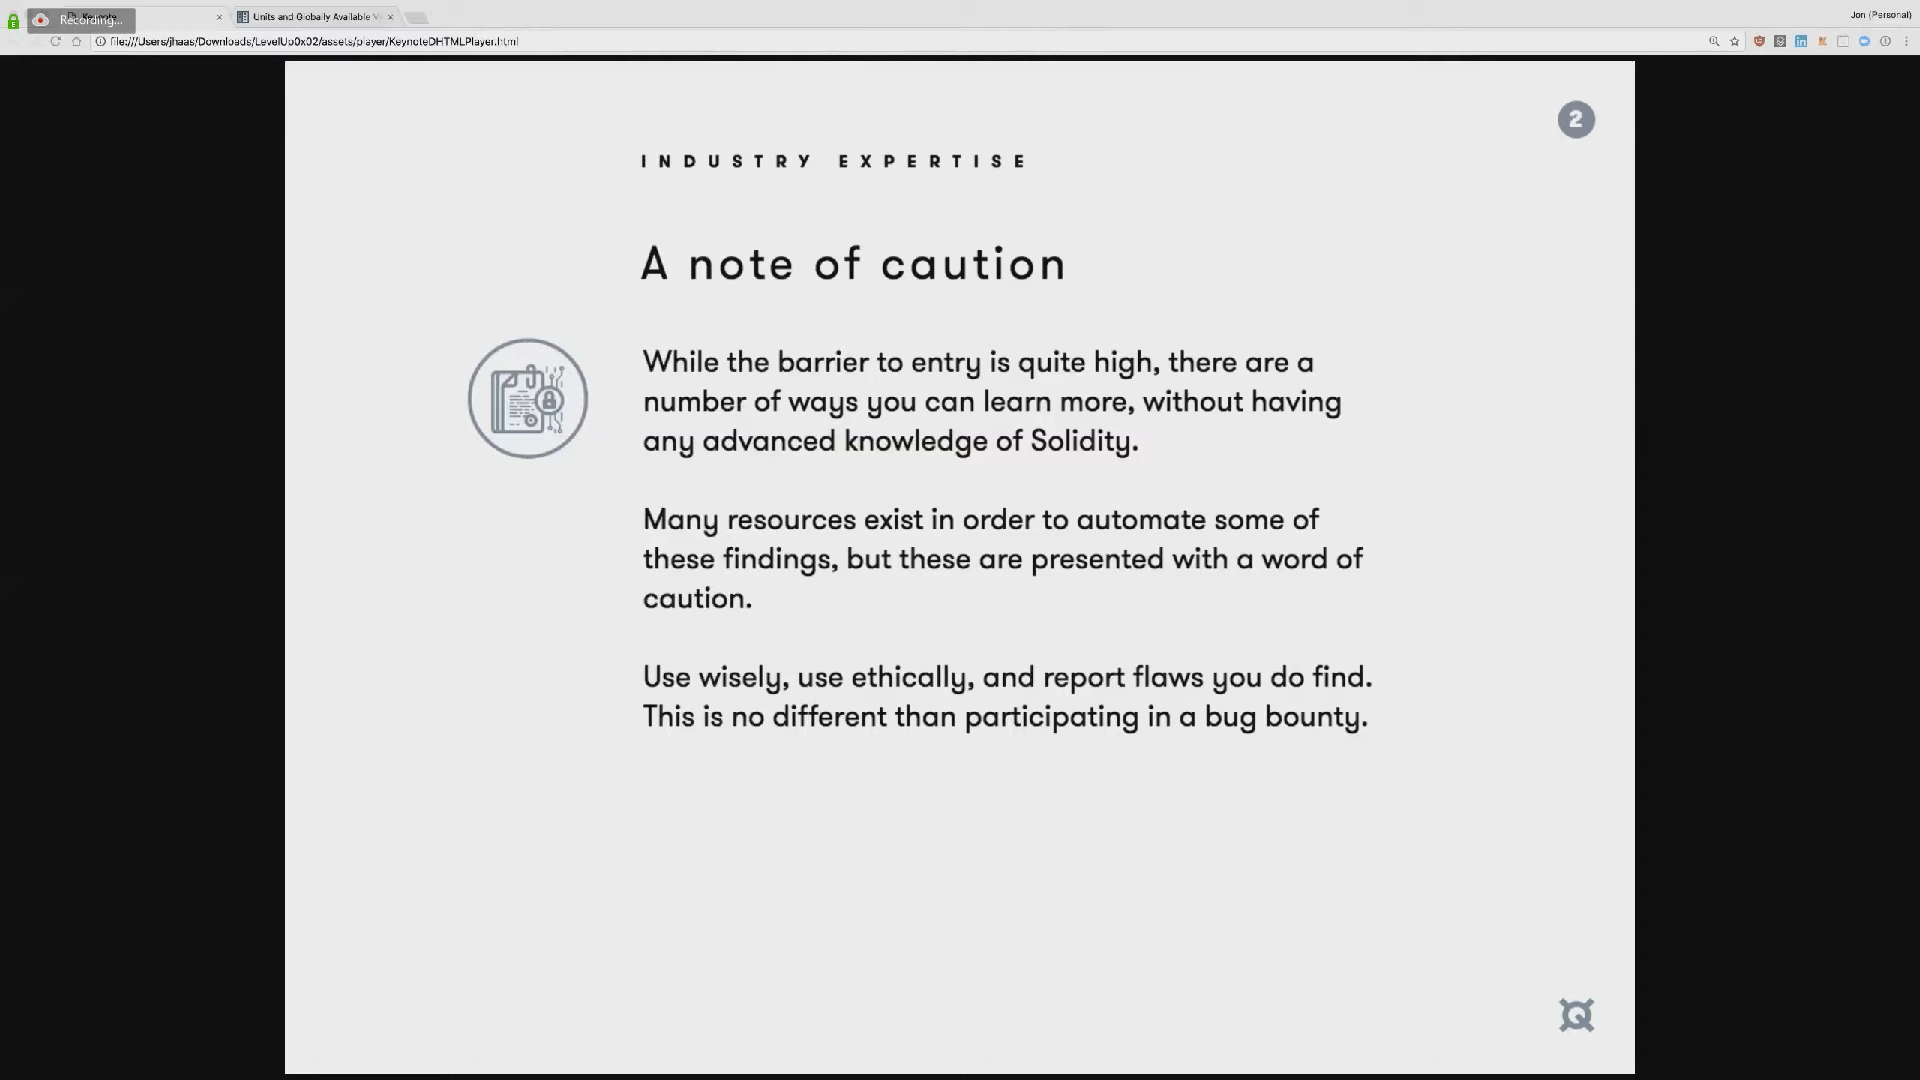 Recording...
Units and Globally Available
Jon (Personal)
file:///Users/jhaas/Downloads/LevelUp0x02/assets/player/KeynoteDHTMLPlayer.html
2
INDUSTRY EXPERTISE
A note of caution
While the barrier to entry is quite high, there are a
number of ways you can learn more, without having
any advanced knowledge of Solidity.
Many resources exist in order to automate some of
these findings, but these are presented with a word of
caution.
Use wisely, use ethically, and report flaws you do find.
This is no different than participating in a bug bounty.